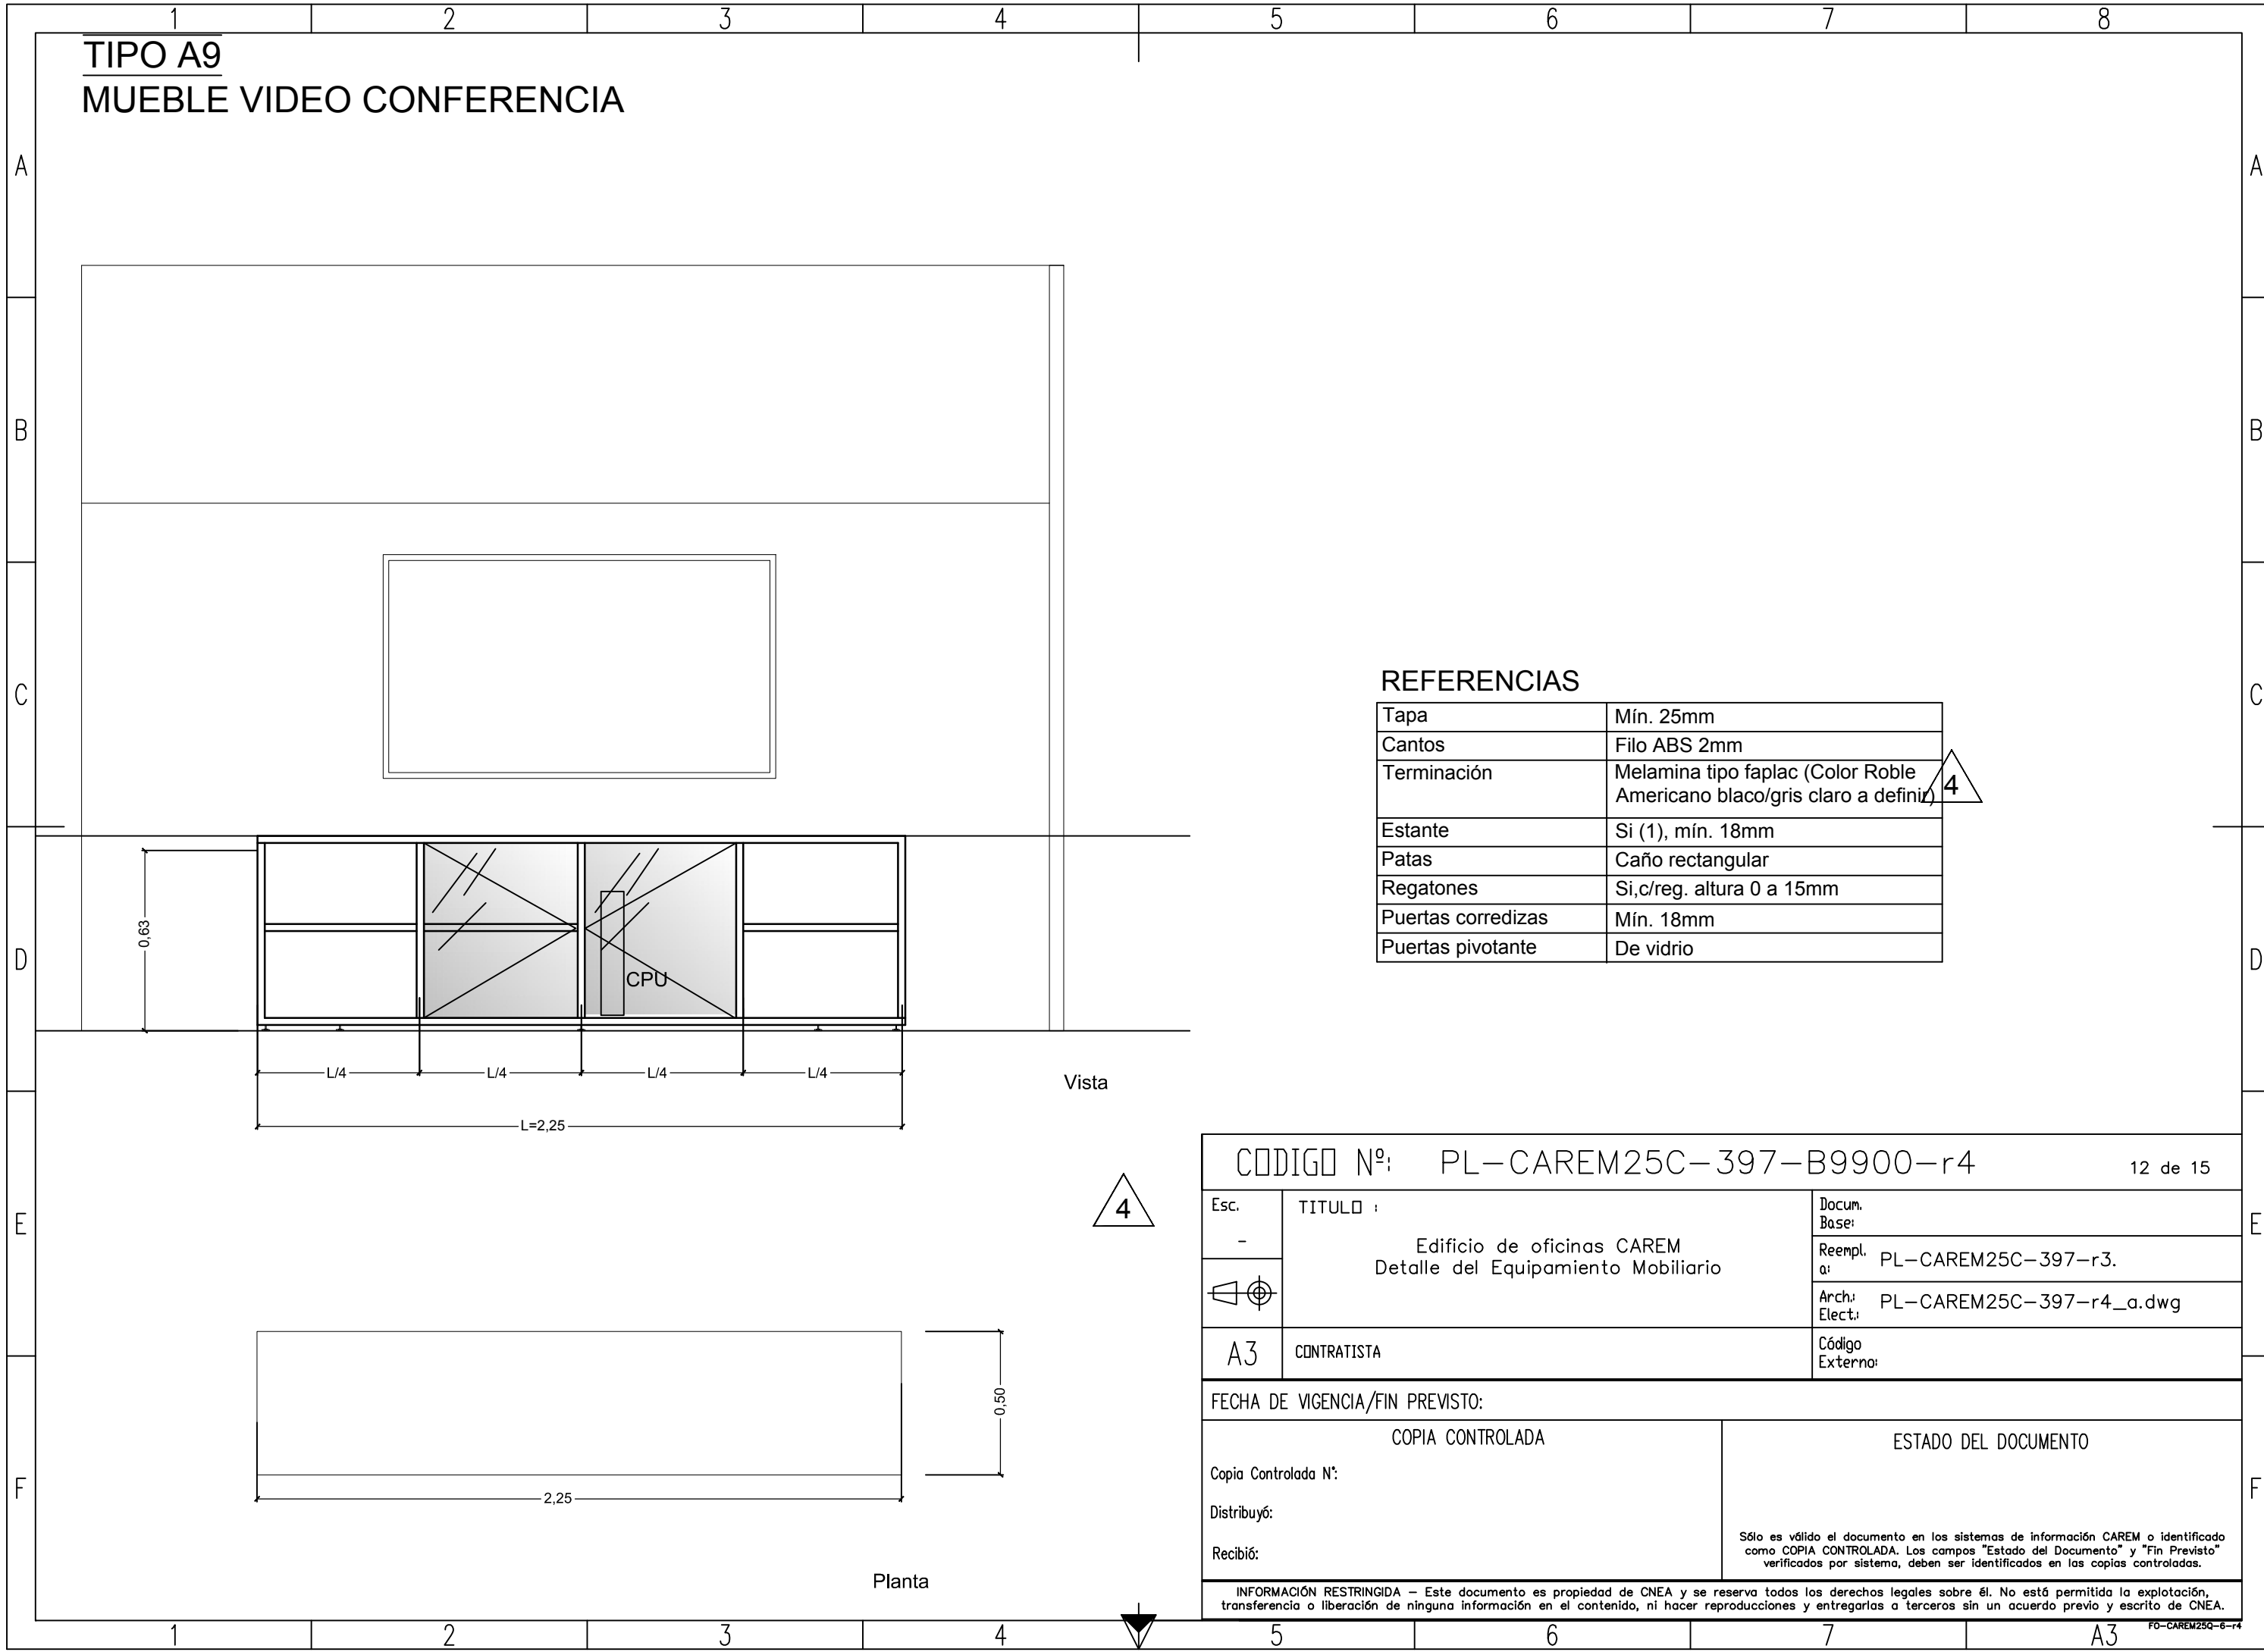 1 2 3 4 5 6 7 8
TIPO A9
MUEBLE VIDEO CONFERENCIA
A A
B B
C C
D D
E E
F F
REFERENCIAS
Tapa Mín. 25mm
Cantos Filo ABS 2mm
Terminación Melamina tipo faplac (Color Roble
Americano blaco/gris claro a definir)
4
Estante Si (1), mín. 18mm
Patas Caño rectangular
Regatones Si,c/reg. altura 0 a 15mm
Puertas corredizas Mín. 18mm
Puertas pivotante De vidrio
0,63
CPU
L/4 L/4 L/4 L/4
Vista
L=2,25
4
0,50
2,25
Planta
CODIGO Nº: PL-CAREM25C-397-B9900-r4 12 de 15
Esc.
-
TITULO :
Edificio de oficinas CAREM
Detalle del Equipamiento Mobiliario
Docum.
Base:
Reempl.
a: PL-CAREM25C-397-r3.
Arch.:
Elect.: PL-CAREM25C-397-r4_a.dwg
A3 CONTRATISTA
Código
Externo:
FECHA DE VIGENCIA/FIN PREVISTO:
COPIA CONTROLADA
Copia Controlada N°:
Distribuyó:
Recibió:
ESTADO DEL DOCUMENTO
Sólo es válido el documento en los sistemas de información CAREM o identificado
como COPIA CONTROLADA. Los campos "Estado del Documento" y "Fin Previsto"
verificados por sistema, deben ser identificados en las copias controladas.
INFORMACIÓN RESTRINGIDA – Este documento es propiedad de CNEA y se reserva todos los derechos legales sobre él. No está permitida la explotación,
transferencia o liberación de ninguna información en el contenido, ni hacer reproducciones y entregarlas a terceros sin un acuerdo previo y escrito de CNEA.
1 2 3 4 5 6 7 A3
FO-CAREM25Q-6-r4